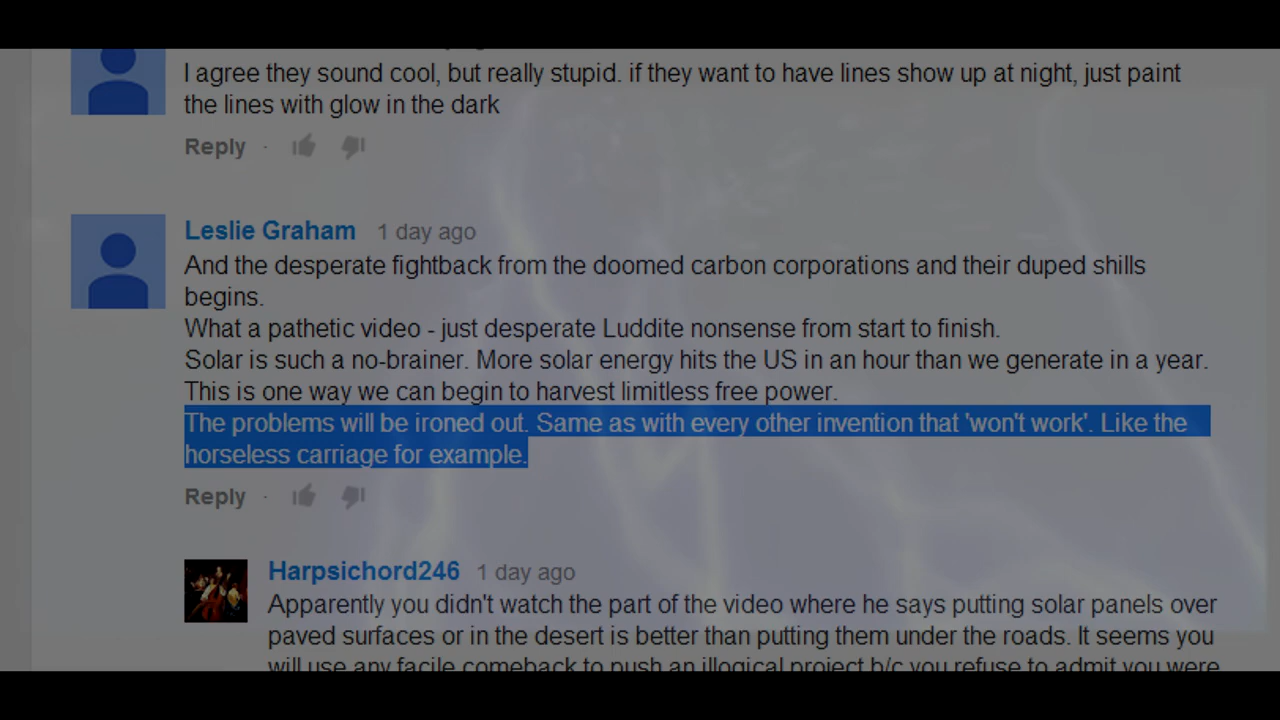 I agree they sound cool, but really stupid. if they want to have lines show up at night, just paint
the lines with glow in the dark
Reply ·
Leslie Graham 1 day ago
And the desperate fightback from the doomed carbon corporations and their duped shills
begins.
What a pathetic video - just desperate Luddite nonsense from start to finish.
Solar is such a no-brainer. More solar energy hits the US in an hour than we generate in a year.
This is one way we can begin to harvest limitless free power.
The problems will be ironed out. Same as with every other invention that 'won't work'. Like the
horseless carriage for example.
Reply ·
Harpsichord246 1 day ago
Apparently you didn't watch the part of the video where he says putting solar panels over
paved surfaces or in the desert is better than putting them under the roads. It seems you
will use any facile comeback to push an illogical project b/c you refuse to admit you were